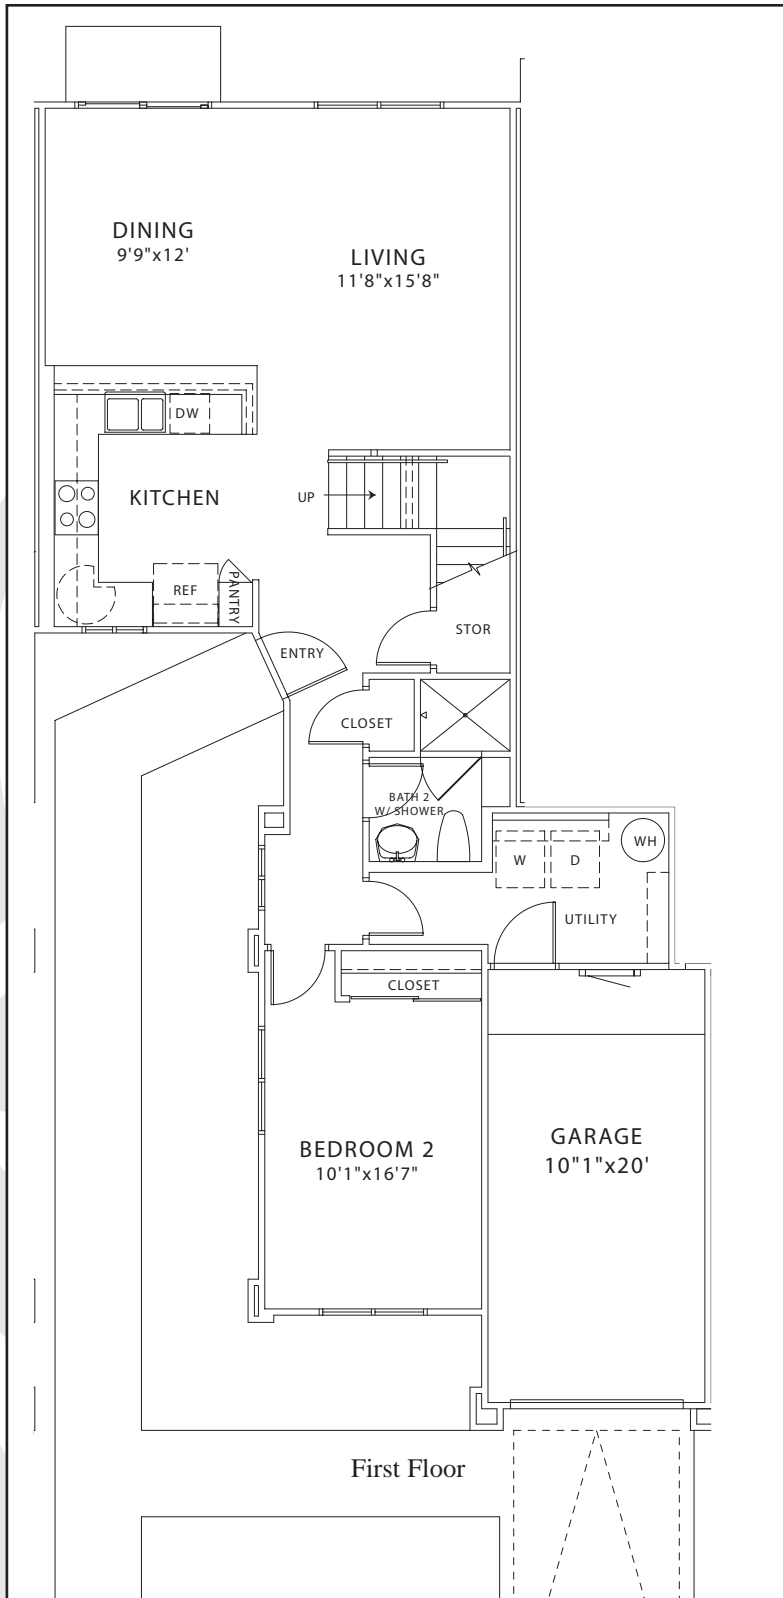 DINING
9'9"x12'
LIVING
11'8"x15'8"
DW
KITCHEN
UP
REF
PANTRY
STOR
ENTRY
CLOSET
BATH 2
W/ SHOWER
W
D
WH
UTILITY
CLOSET
BEDROOM 2
10'1"x16'7"
GARAGE
10"1"x20'
First Floor